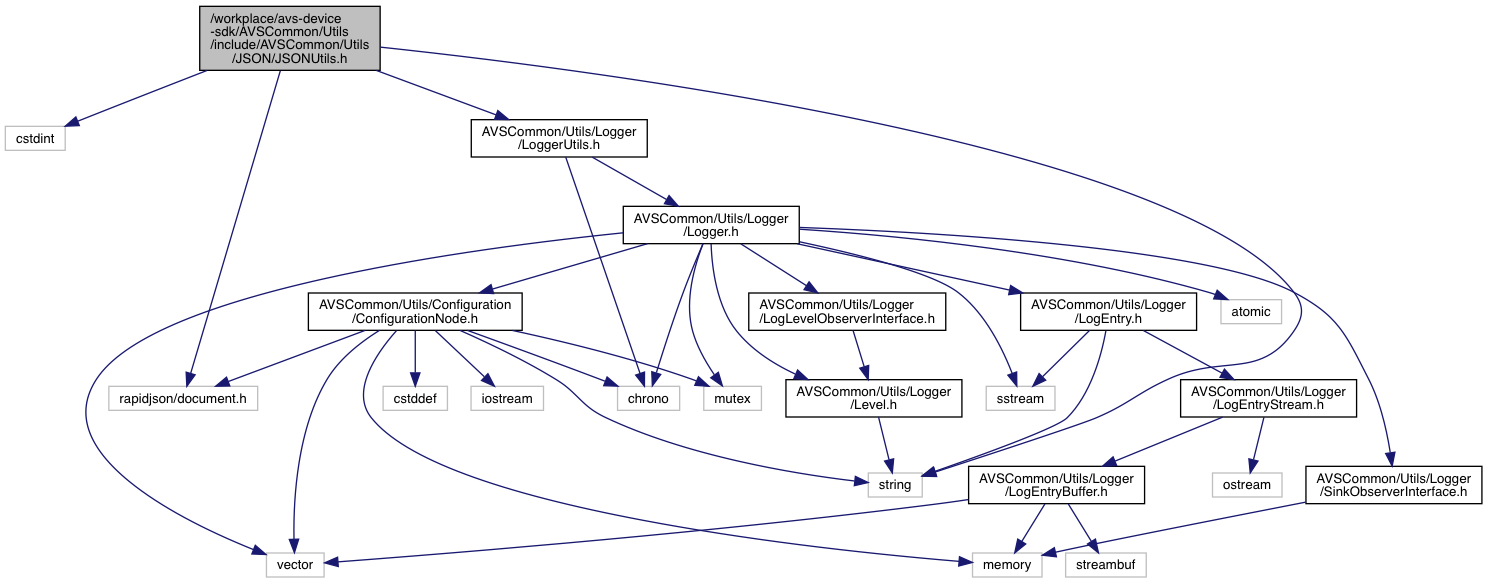 /workplace/avs-device
-sdk/AVSCommon/Utils
/include/AVSCommon/Utils
/JSON/JSONUtils.h
cstdint
AVSCommon/Utils/Logger
/LoggerUtils.h
AVSCommon/Utils/Logger
/Logger.h
AVSCommon/Utils/Configuration
/ConfigurationNode.h
AVSCommon/Utils/Logger
/LogLevelObserverInterface.h
AVSCommon/Utils/Logger
/LogEntry.h
atomic
rapidjson/document.h
cstddef
iostream
chrono
mutex
AVSCommon/Utils/Logger
/Level.h
sstream
AVSCommon/Utils/Logger
/LogEntryStream.h
string
AVSCommon/Utils/Logger
/LogEntryBuffer.h
ostream
AVSCommon/Utils/Logger
/SinkObserverInterface.h
vector
memory
streambuf